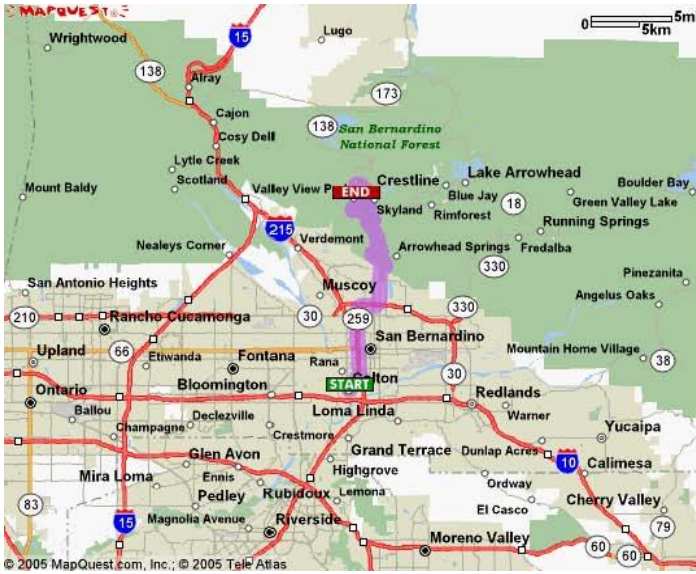 MAPQUEST
15
Lugo
0 5m
5km
Wrightwood
138
Alray
173
Cajon
138
San Bernardino
National Forest
Cosy Dell
Lytle Creek
Scotland
Mount Baldy
Valley View P
END
Crestline
Lake Arrowhead
Skyland
Blue Jay
Rimforest
18
Green Valley Lake
Boulder Bay
Running Springs
Fredalba
215
Verdemont
Nealeys Corner
Arrowhead Springs
330
Pinezanita
San Antonio Heights
Muscoy
Angelus Oaks
210
Rancho Cucamonga
30
259
330
San Bernardino
Upland
66
Etiwanda
Fontana
Rana
Mountain Home Village
38
START
Colton
30
Ontario
Bloomington
Redlands
Ballou
Declezville
Loma Linda
Warner
Champagne
Crestmore
Yucaipa
Glen Avon
Grand Terrace
Dunlap Acres
10
Calimesa
Mira Loma
Ennis
Highgrove
Ordway
83
Pedley
Rubidoux
Lemona
El Casco
Cherry Valley
15
Magnolia Avenue
Riverside
79
Moreno Valley
60
60
© 2005 MapQuest.com, Inc.; © 2005 Tele Atlas